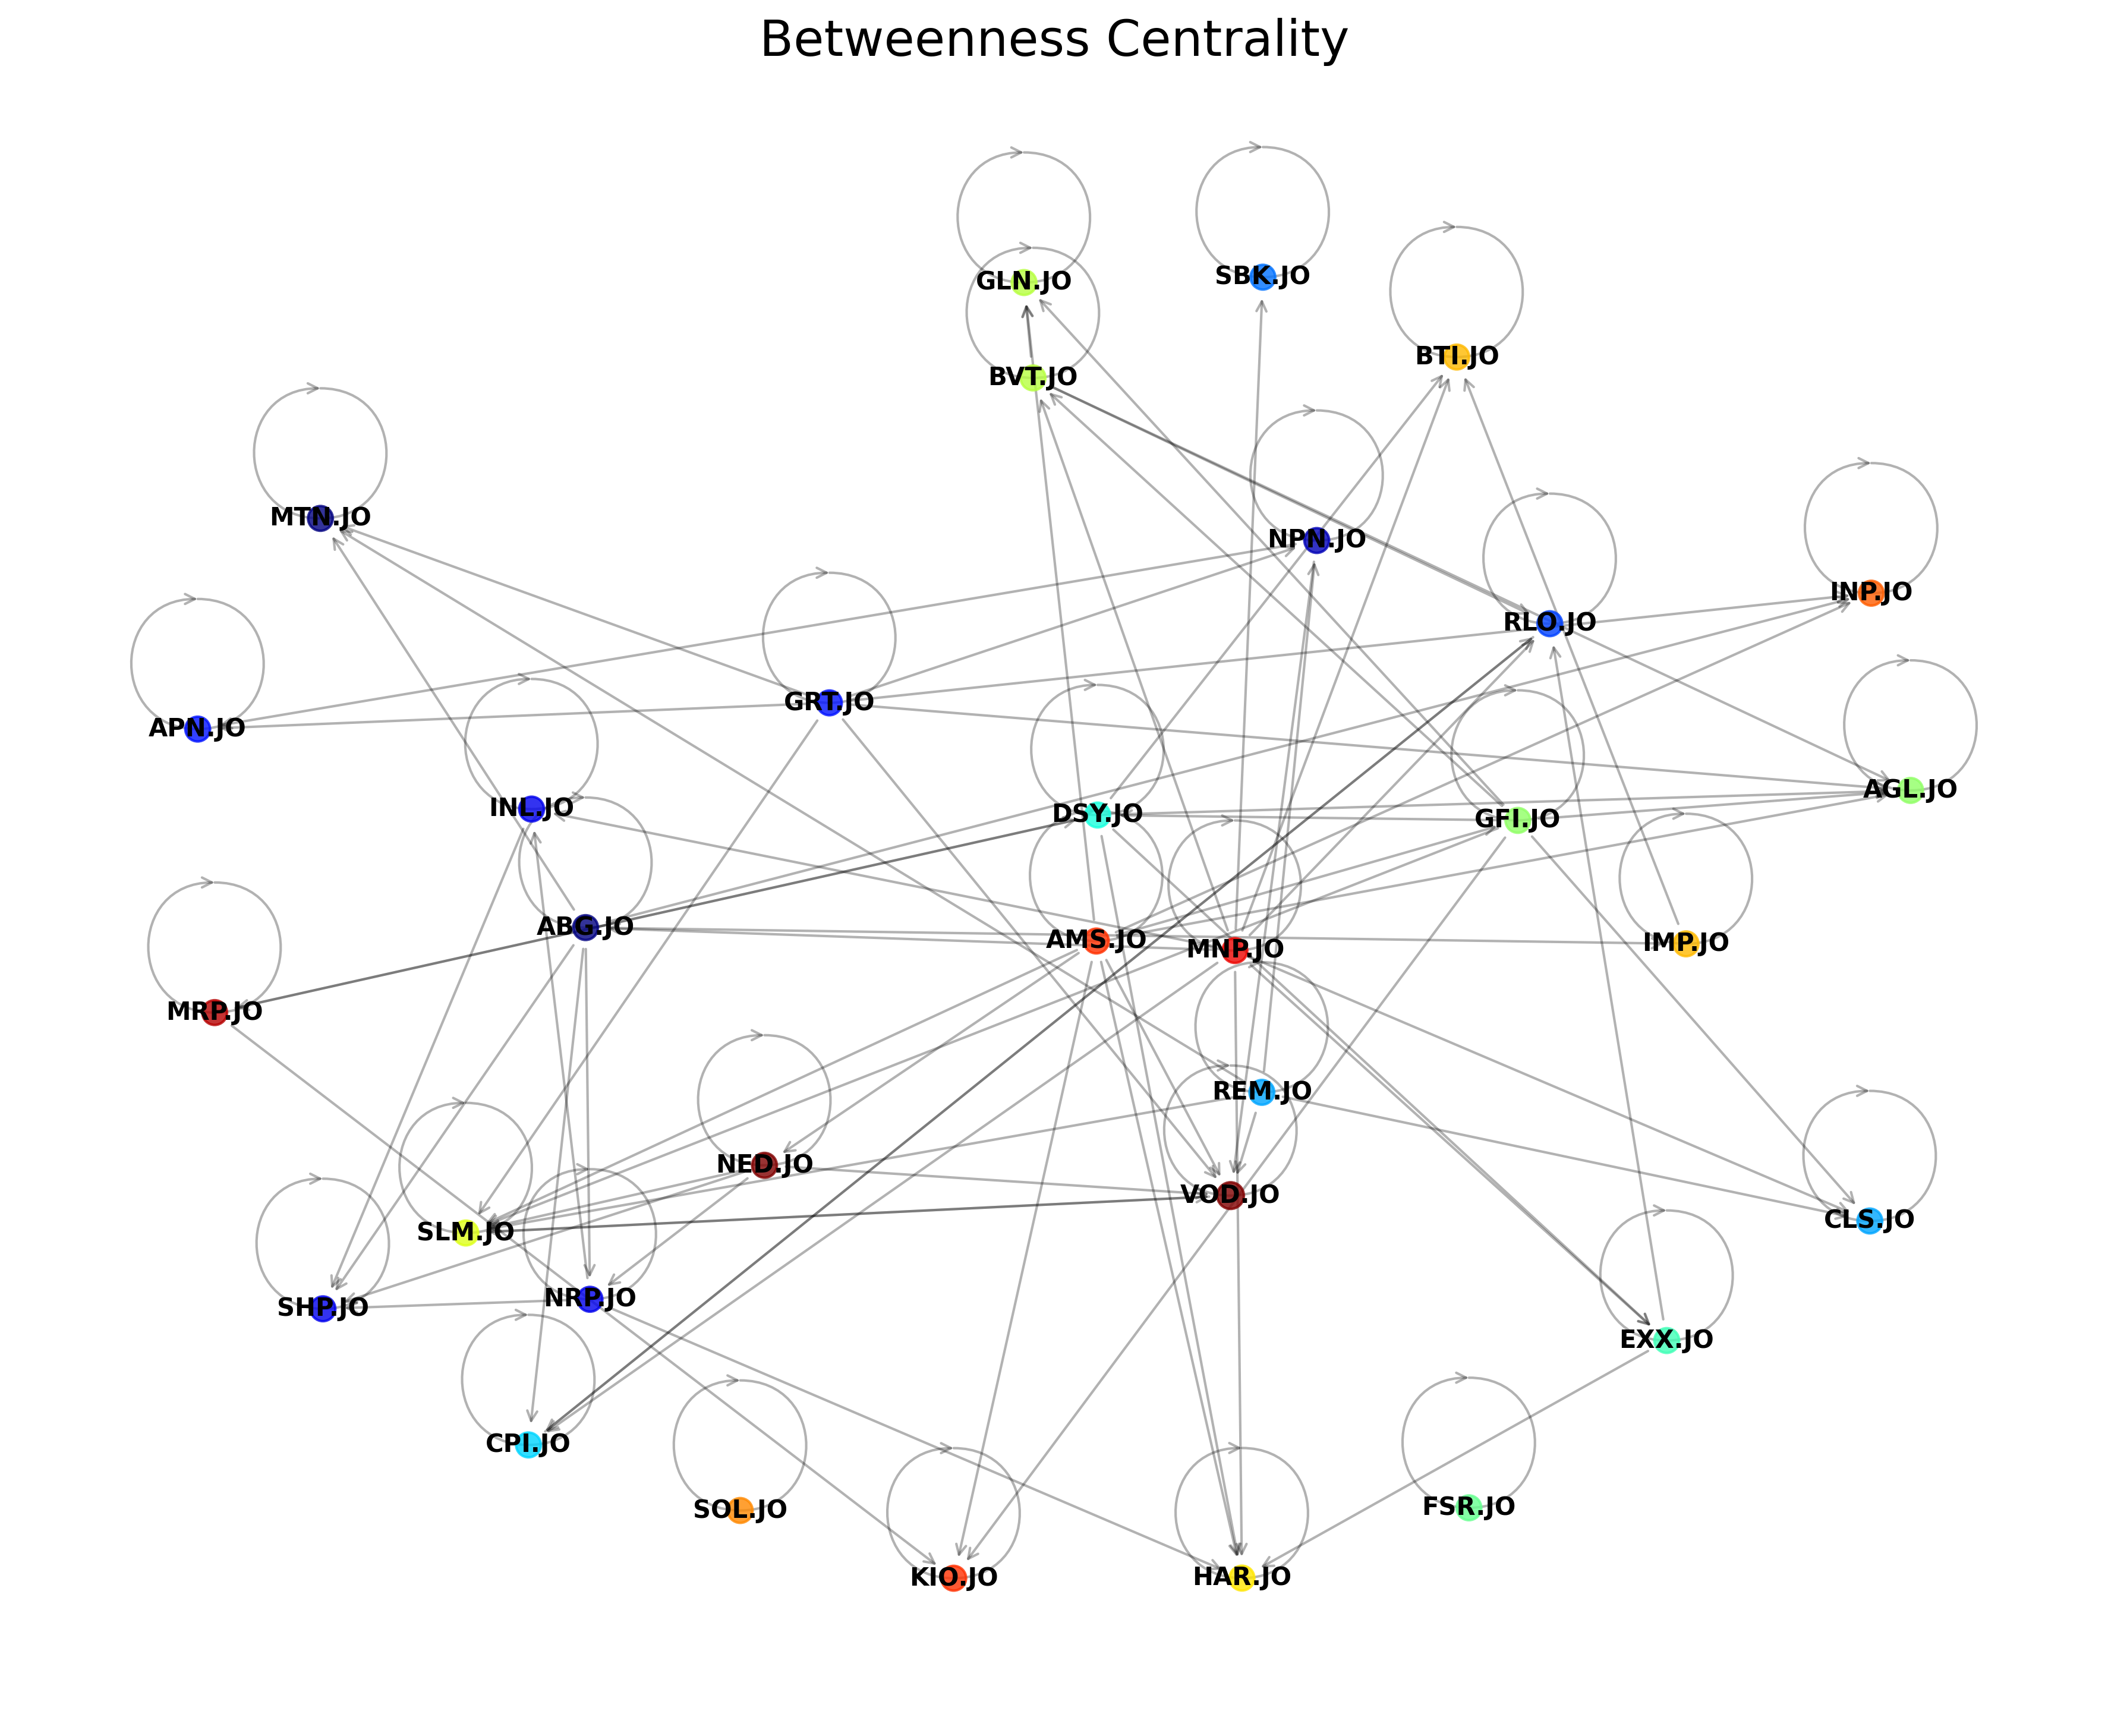 Betweenness Centrality
GLN.JO
SBK.JO
BTI.JO
BVT.JO
MTN.JO
NPN.JO
INP.JO
RLO.JO
GRT.JO
APN.JO
AGL.JO
INL.JO
DSY.JO
GFI.JO
ABG.JO
AMS.JO
MNP.JO
IMP.JO
MRP.JO
REM.JO
NED.JO
VOD.JO
CLS.JO
SLM.JO
NRP.JO
SHP.JO
EXX.JO
CPI.JO
SOL.JO
FSR.JO
KIO.JO
HAR.JO